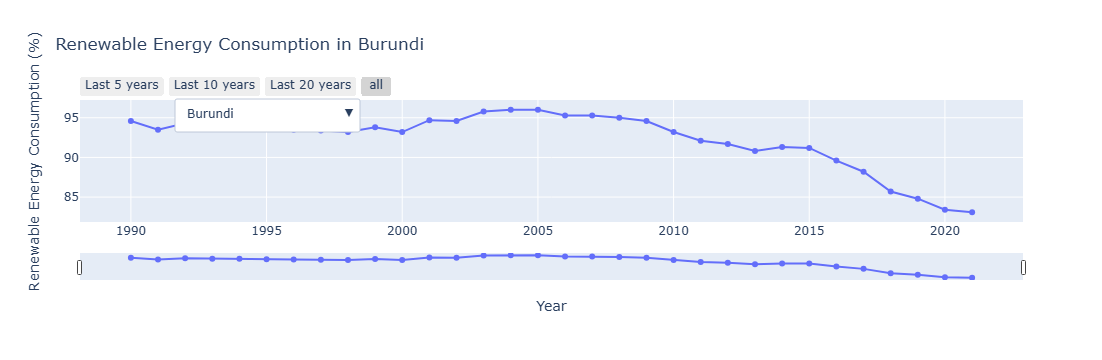 Renewable Energy Consumption in Burundi
Last 5 years Last 10 years Last 20 years all
Burundi ▼
Renewable Energy Consumption (%)
95
90
85
1990 1995 2000 2005 2010 2015 2020
Year